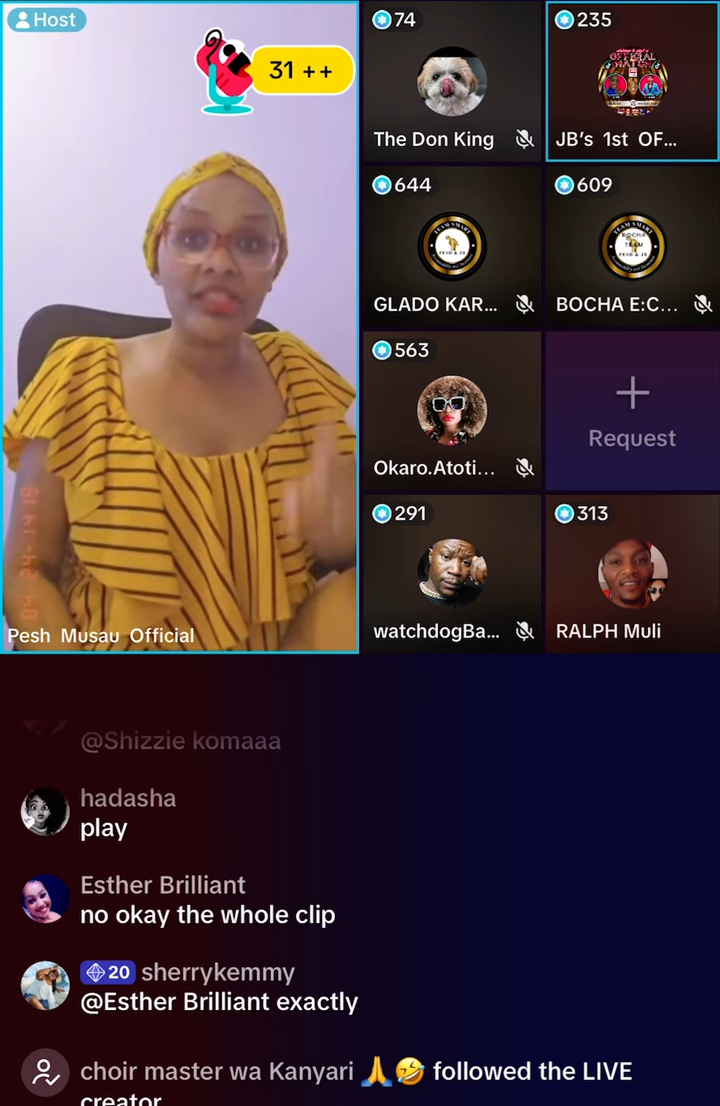 Host
31 ++
Pesh Musau Official
74
The Don King
235
JB's 1st OF...
644
GLADO KAR...
609
BOCHA E:C...
563
Okaro.Atoti...
Request
291
watchdogBa...
313
RALPH Muli
@Shizzie komaaa
hadasha
play
Esther Brilliant
no okay the whole clip
20 sherrykemmy
@Esther Brilliant exactly
choir master wa Kanyari 🙏🤣 followed the LIVE
creator